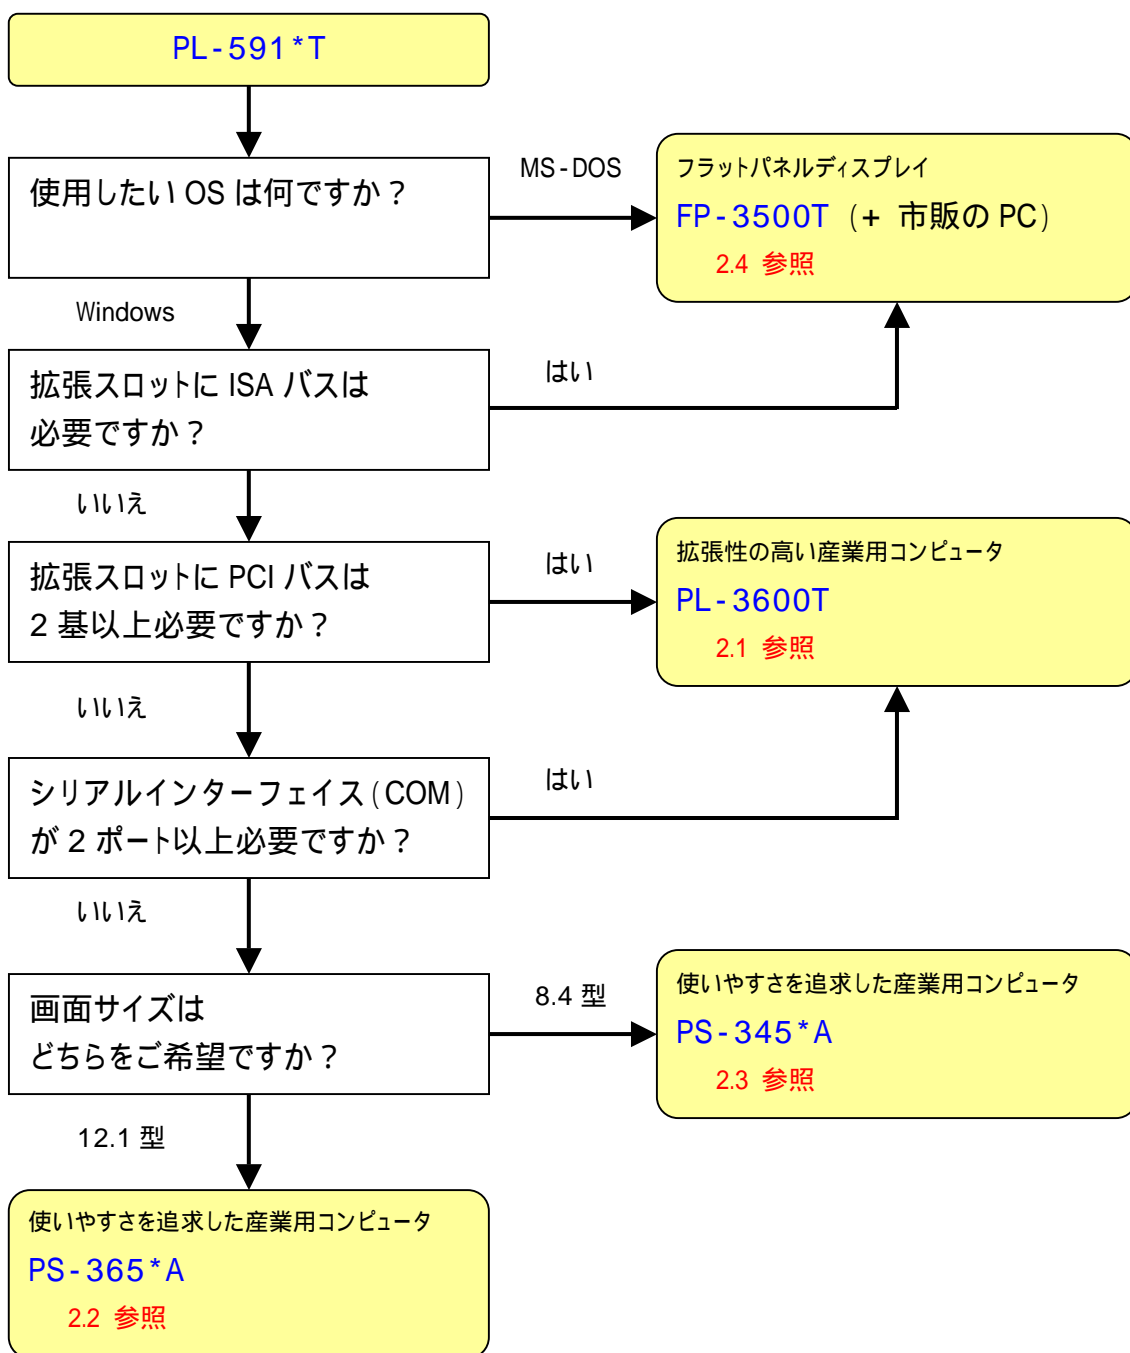 PL-591*T
使用したい OS は何ですか？
MS-DOS
フラットパネルディスプレイ
FP-3500T (+ 市販の PC)
2.4 参照
Windows
拡張スロットに ISA バスは
必要ですか？
はい
いいえ
拡張スロットに PCI バスは
2 基以上必要ですか？
はい
拡張性の高い産業用コンピュータ
PL-3600T
2.1 参照
いいえ
シリアルインターフェイス(COM)
が 2 ポート以上必要ですか？
はい
いいえ
画面サイズは
どちらをご希望ですか？
8.4 型
使いやすさを追求した産業用コンピュータ
PS-345*A
2.3 参照
12.1 型
使いやすさを追求した産業用コンピュータ
PS-365*A
2.2 参照